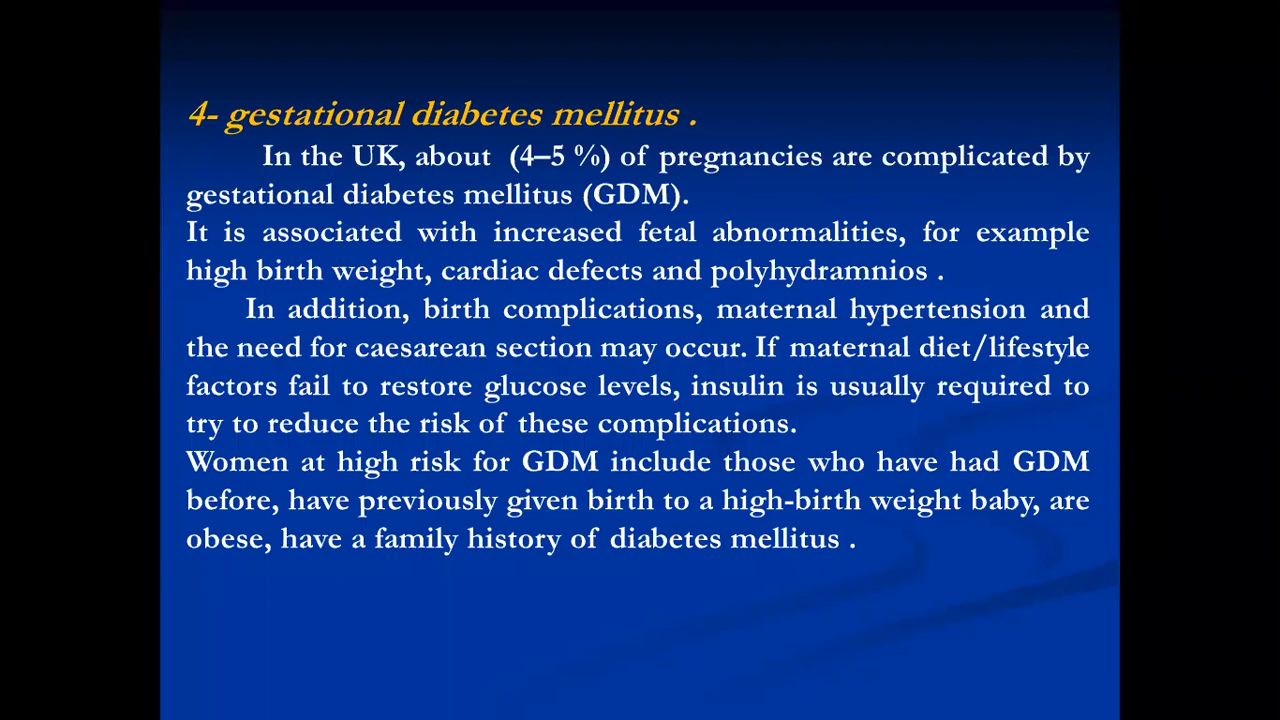 4- gestational diabetes mellitus .
In the UK, about (4–5 %) of pregnancies are complicated by
gestational diabetes mellitus (GDM).
It is associated with increased fetal abnormalities, for example
high birth weight, cardiac defects and polyhydramnios .
In addition, birth complications, maternal hypertension and
the need for caesarean section may occur. If maternal diet/lifestyle
factors fail to restore glucose levels, insulin is usually required to
try to reduce the risk of these complications.
Women at high risk for GDM include those who have had GDM
before, have previously given birth to a high-birth weight baby, are
obese, have a family history of diabetes mellitus .